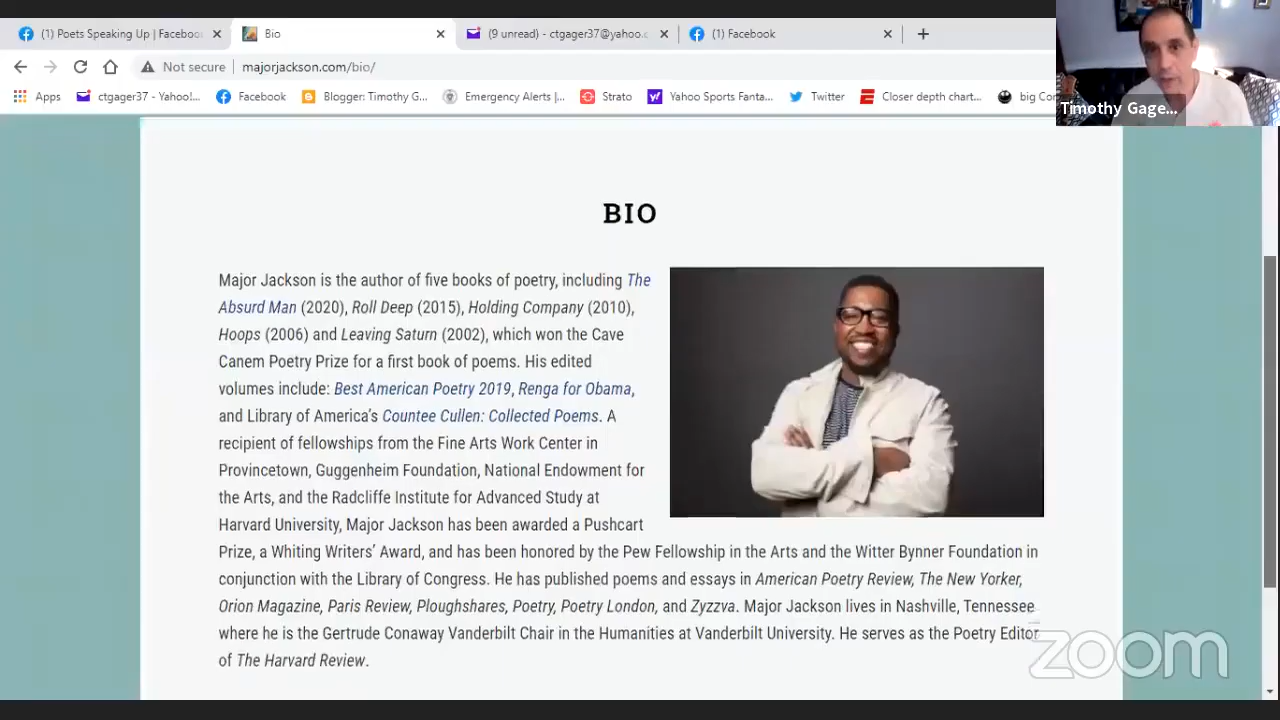 (1) Poets Speaking Up | Faceboo
Bio
(9 unread) - ctgager37@yahoo.c
(1) Facebook
Not secure
majorjackson.com/bio/
Apps
ctgager37 - Yahoo!...
Facebook
Blogger: Timothy G...
Emergency Alerts |...
Strato
Yahoo Sports Fanta...
Twitter
Closer depth chart...
big Co
Timothy Gage...
BIO
Major Jackson is the author of five books of poetry, including The
Absurd Man (2020), Roll Deep (2015), Holding Company (2010),
Hoops (2006) and Leaving Saturn (2002), which won the Cave
Canem Poetry Prize for a first book of poems. His edited
volumes include: Best American Poetry 2019, Renga for Obama,
and Library of America's Countee Cullen: Collected Poems. A
recipient of fellowships from the Fine Arts Work Center in
Provincetown, Guggenheim Foundation, National Endowment for
the Arts, and the Radcliffe Institute for Advanced Study at
Harvard University, Major Jackson has been awarded a Pushcart
Prize, a Whiting Writers' Award, and has been honored by the Pew Fellowship in the Arts and the Witter Bynner Foundation in
conjunction with the Library of Congress. He has published poems and essays in American Poetry Review, The New Yorker,
Orion Magazine, Paris Review, Ploughshares, Poetry, Poetry London, and Zyzzva. Major Jackson lives in Nashville, Tennessee
where he is the Gertrude Conaway Vanderbilt Chair in the Humanities at Vanderbilt University. He serves as the Poetry Editor
of The Harvard Review.
zoom